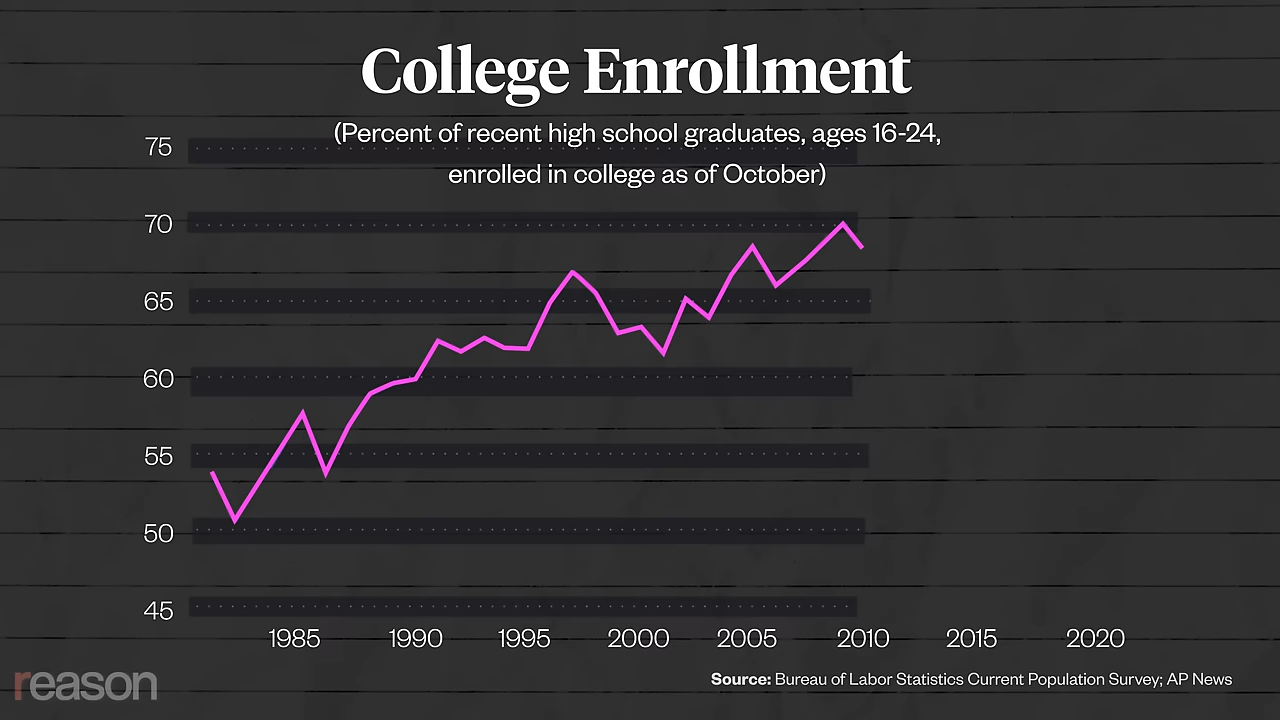 College Enrollment
(Percent of recent high school graduates, ages 16-24,
enrolled in college as of October)
75
70
65
60
55
50
45
1985 1990 1995 2000 2005 2010 2015 2020
Source: Bureau of Labor Statistics Current Population Survey; AP News
reason